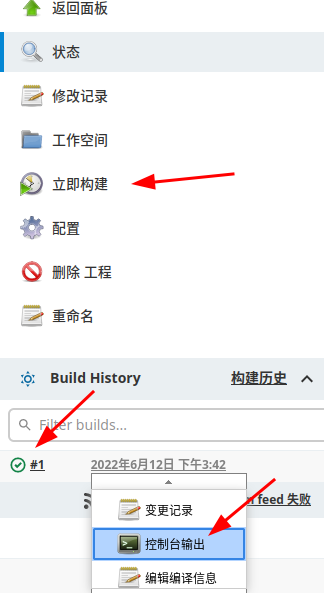 返回面板
状态
修改记录
工作空间
立即构建
配置
删除 工程
重命名
Build History 构建历史
Filter builds...
#1 2022年6月12日 下午3:42
feed 失败
变更记录
控制台输出
编辑编译信息